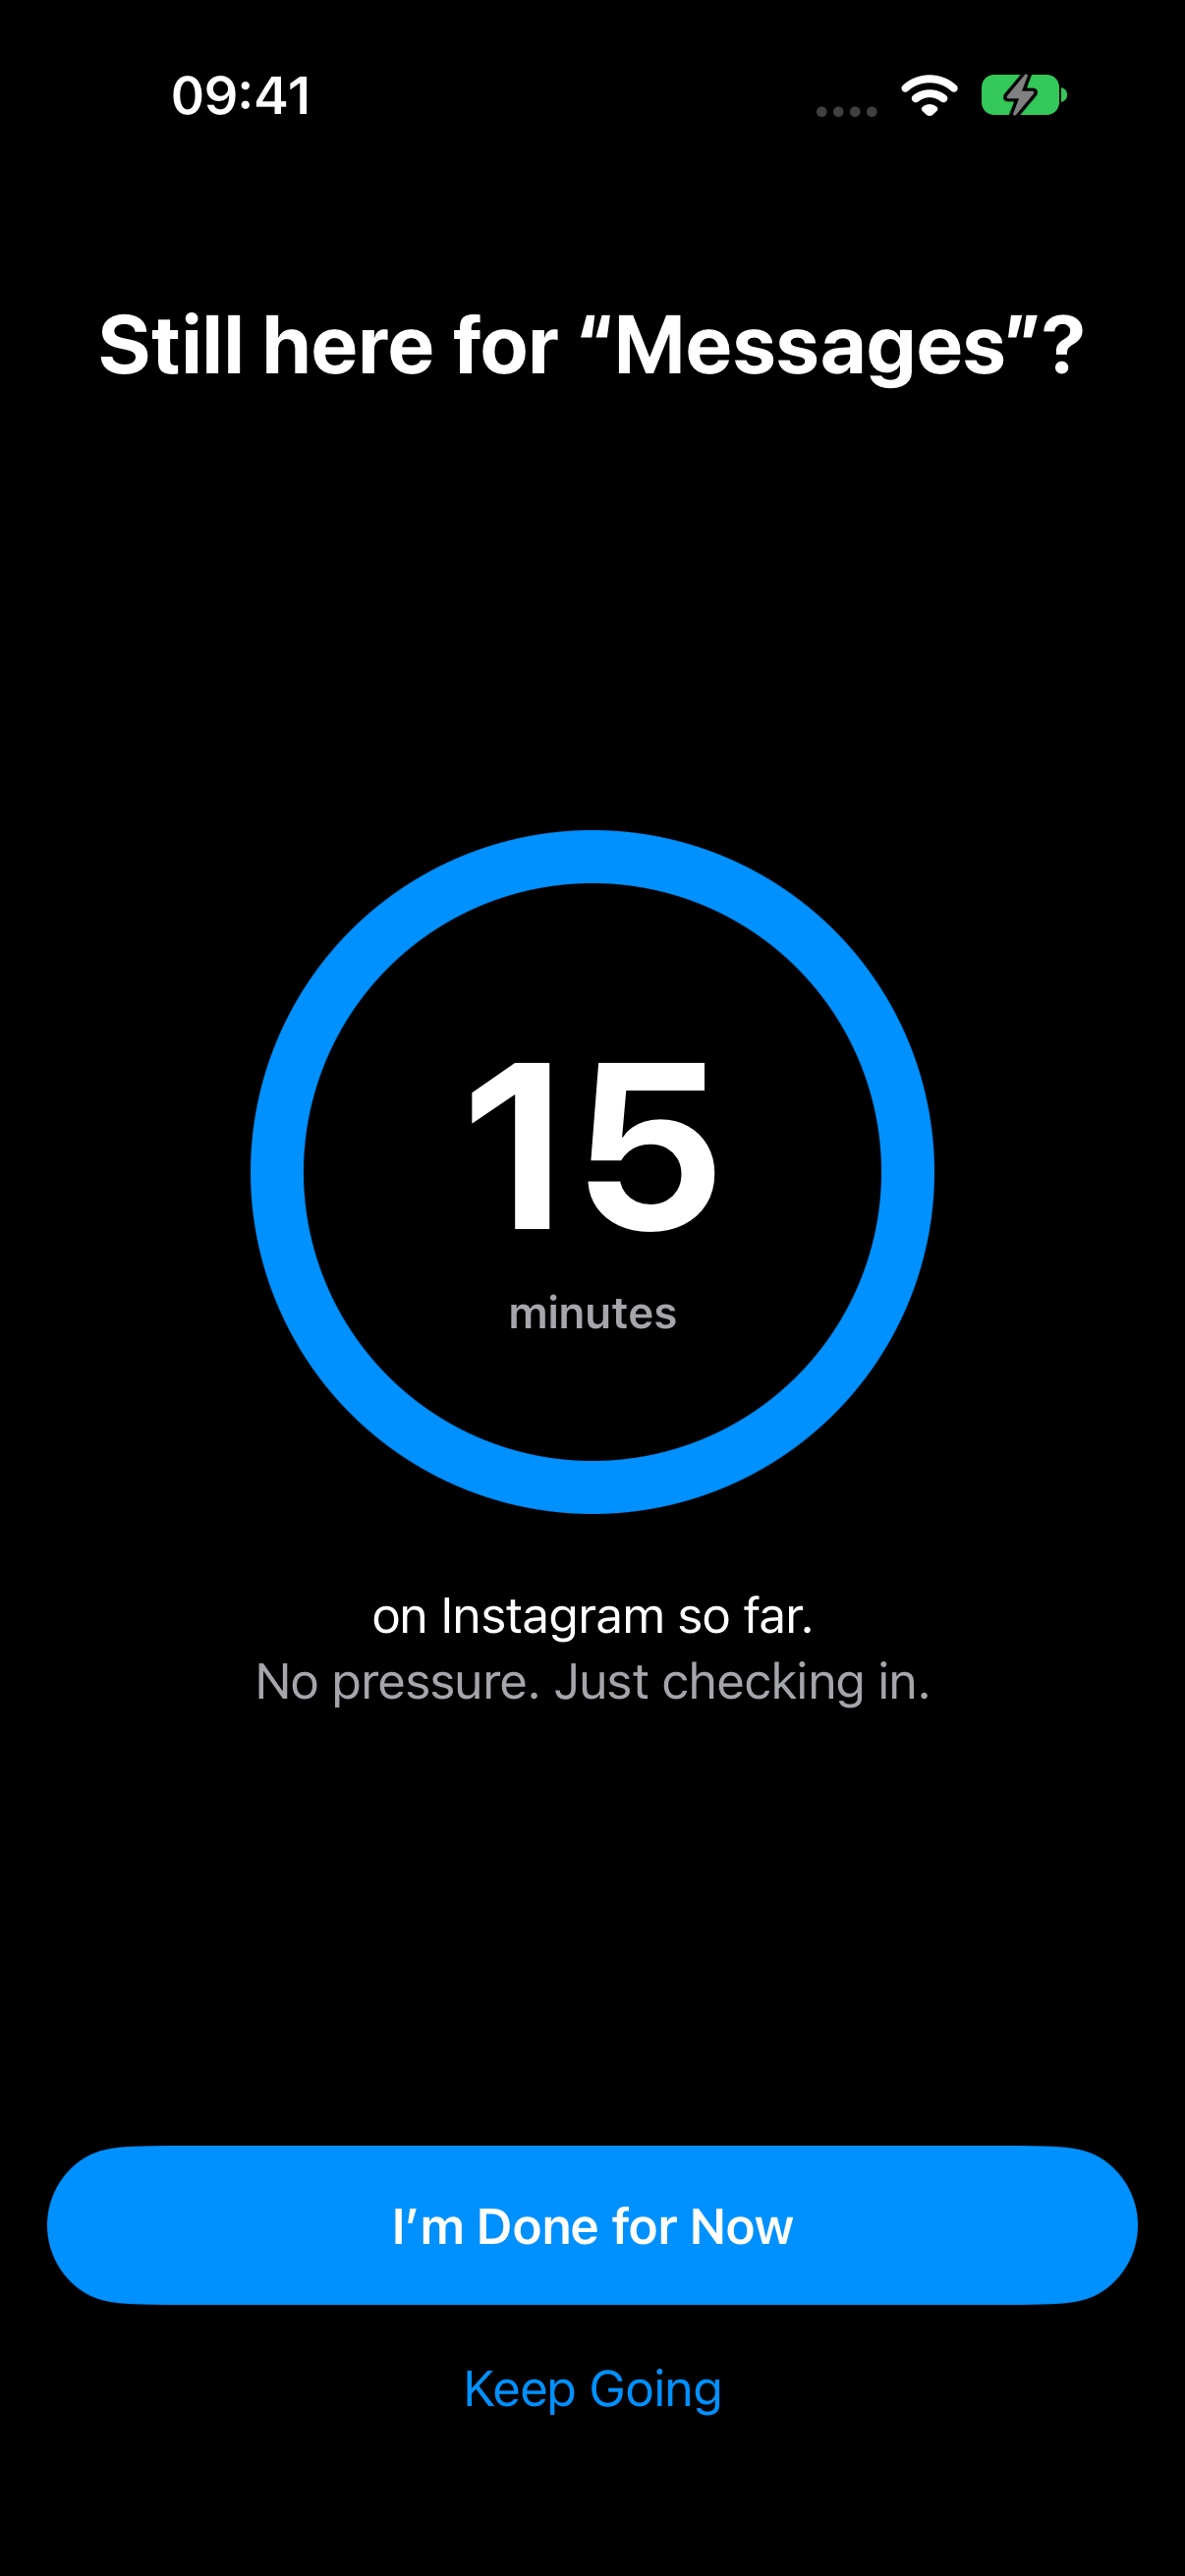 09:41
Still here for “Messages”?
15
minutes
on Instagram so far.
No pressure. Just checking in.
I’m Done for Now
Keep Going